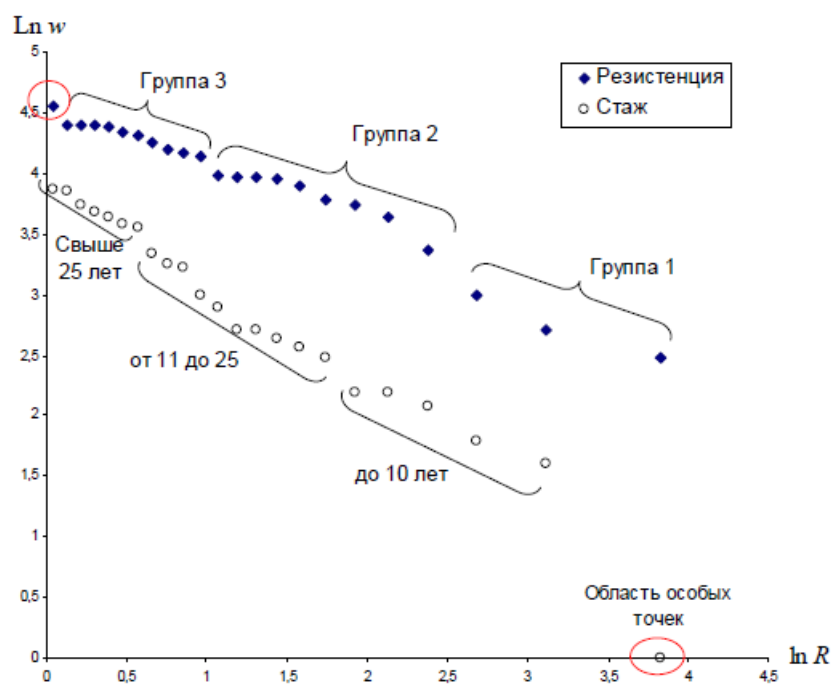 Ln w
5
4,5
4
3,5
3
2,5
2
1,5
1
0,5
0
Группа 3
Группа 2
Группа 1
Резистенция
Стаж
Свыше
25 лет
от 11 до 25
до 10 лет
Область особых
точек
0
0,5
1
1,5
2
2,5
3
3,5
4
4,5
ln R